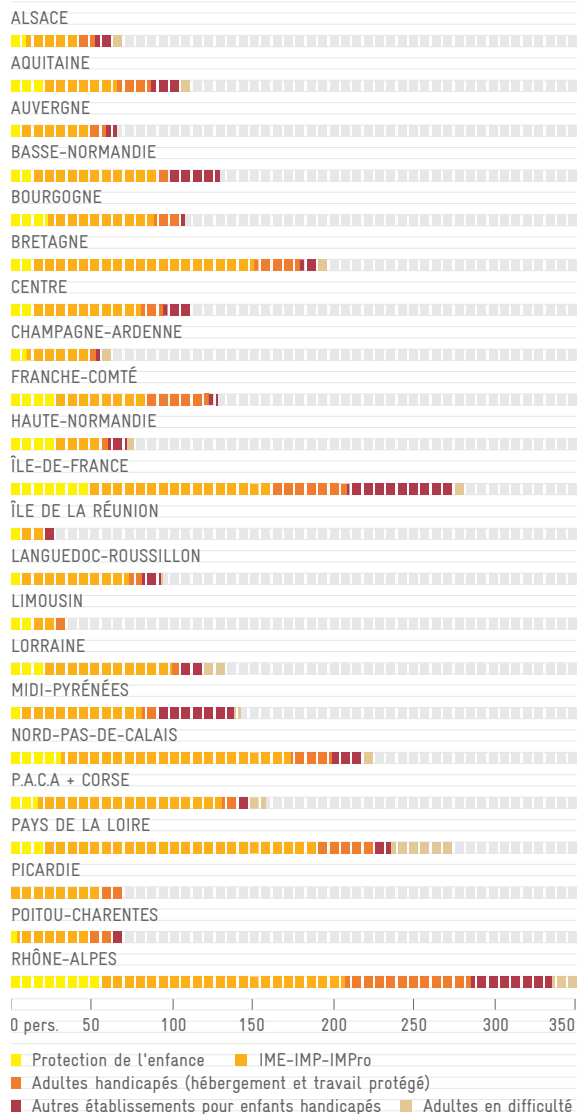 ALSACE
AQUITAINE
AUVERGNE
BASSE-NORMANDIE
BOURGOGNE
BRETAGNE
CENTRE
CHAMPAGNE-ARDENNE
FRANCHE-COMTÉ
HAUTE-NORMANDIE
ÎLE-DE-FRANCE
ÎLE DE LA RÉUNION
LANGUEDOC-ROUSSILLON
LIMOUSIN
LORRAINE
MIDI-PYRÉNÉES
NORD-PAS-DE-CALAIS
P.A.C.A + CORSE
PAYS DE LA LOIRE
PICARDIE
POITOU-CHARENTES
RHÔNE-ALPES
0 pers. 50 100 150 200 250 300 350
Protection de l'enfance IME-IMP-IMPro
Adultes handicapés (hébergement et travail protégé)
Autres établissements pour enfants handicapés Adultes en difficulté